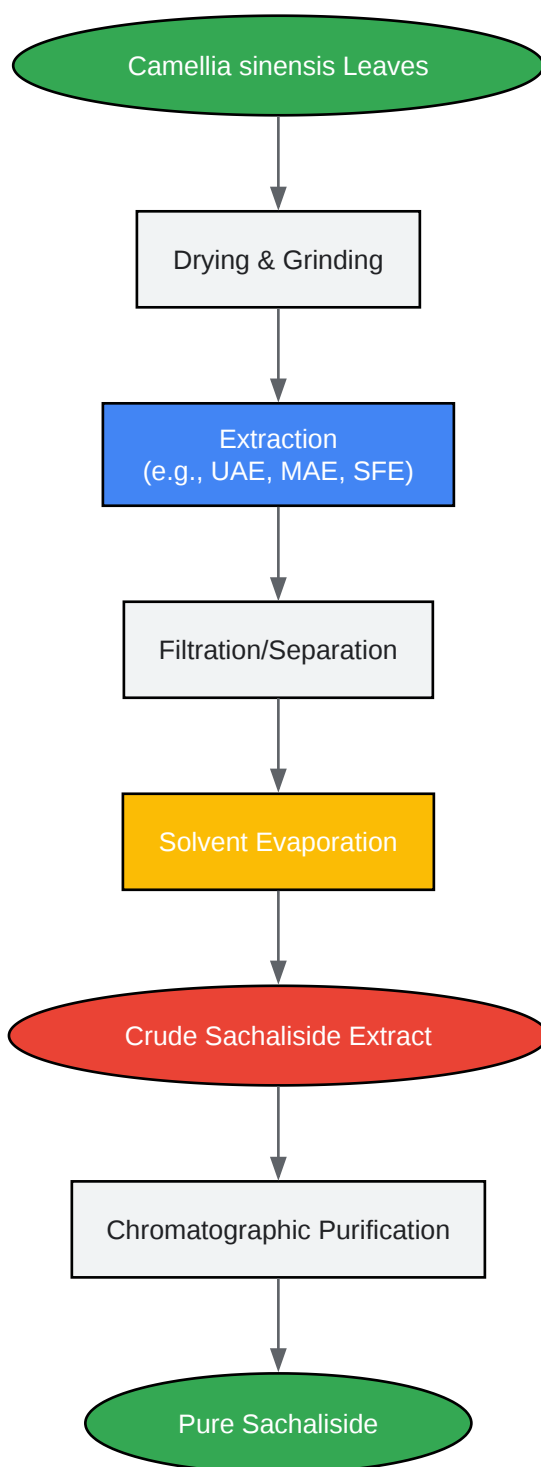 Camellia sinensis Leaves
Drying & Grinding
Extraction
(e.g., UAE, MAE, SFE)
Filtration/Separation
Solvent Evaporation
Crude Sachaliside Extract
Chromatographic Purification
Pure Sachaliside